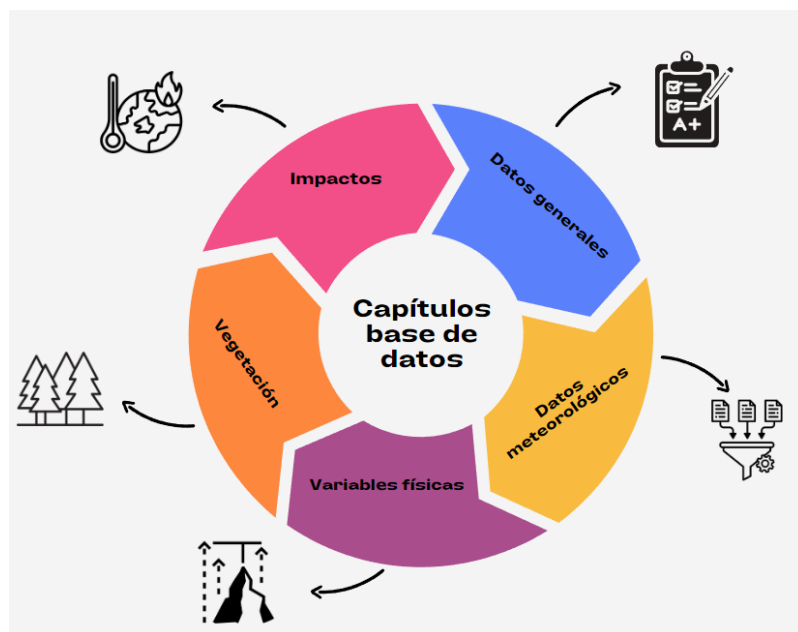 Impactos
Datos generales
Capítulos
base de
datos
Vegetación
Datos
meteorológicos
Variables físicas
A+